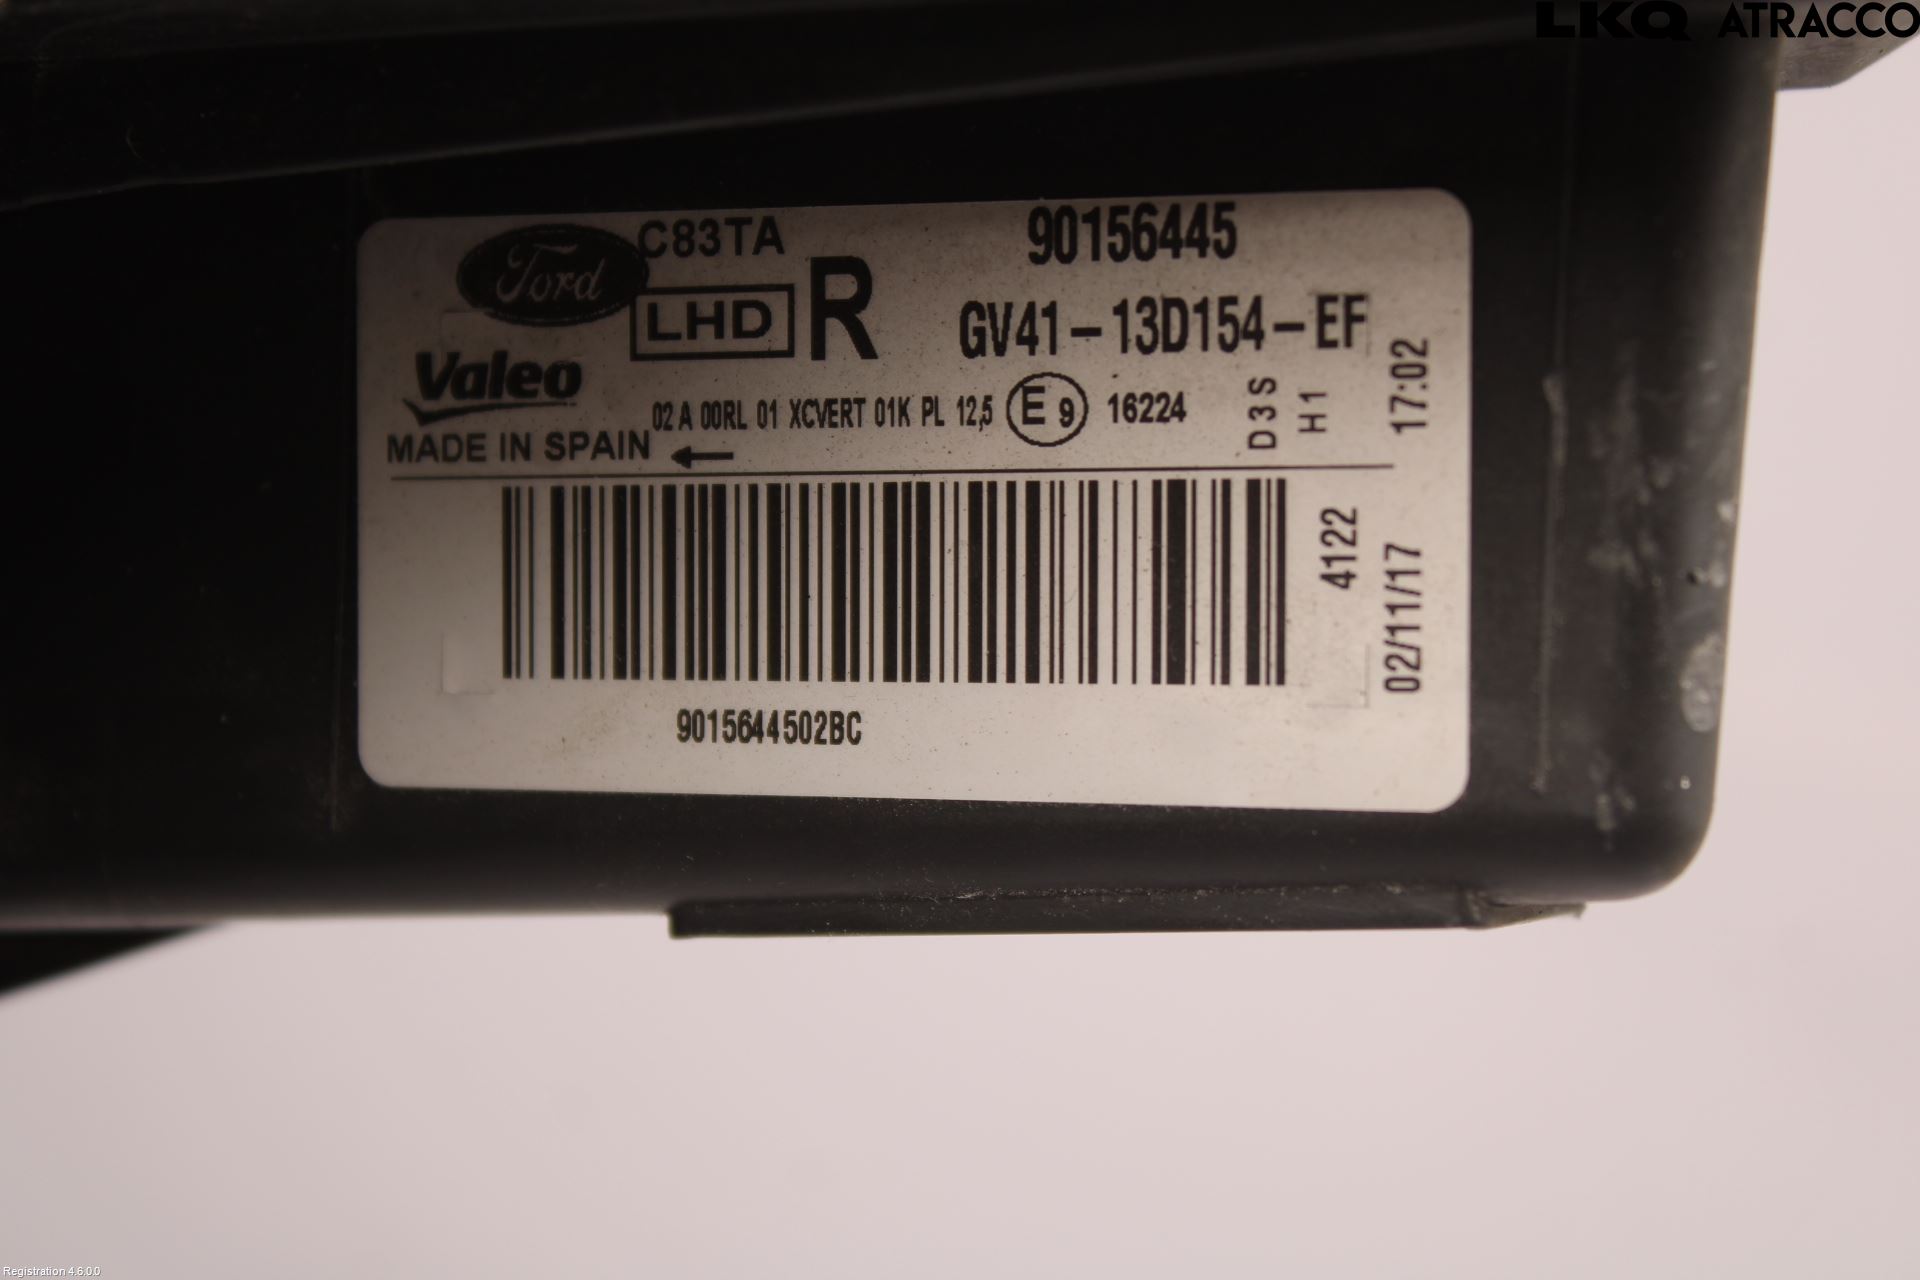 LKQ ATRACCO
Ford
C83TA
90156445
LHD R
GV41-13D154-EF
Valeo
02 A 00RL 01 XCVERT 01K PL 12,5 E 9 16224
D3S
H1
17:02
MADE IN SPAIN
4122
02/11/17
9015644502BC
Registration 4.6.0.0